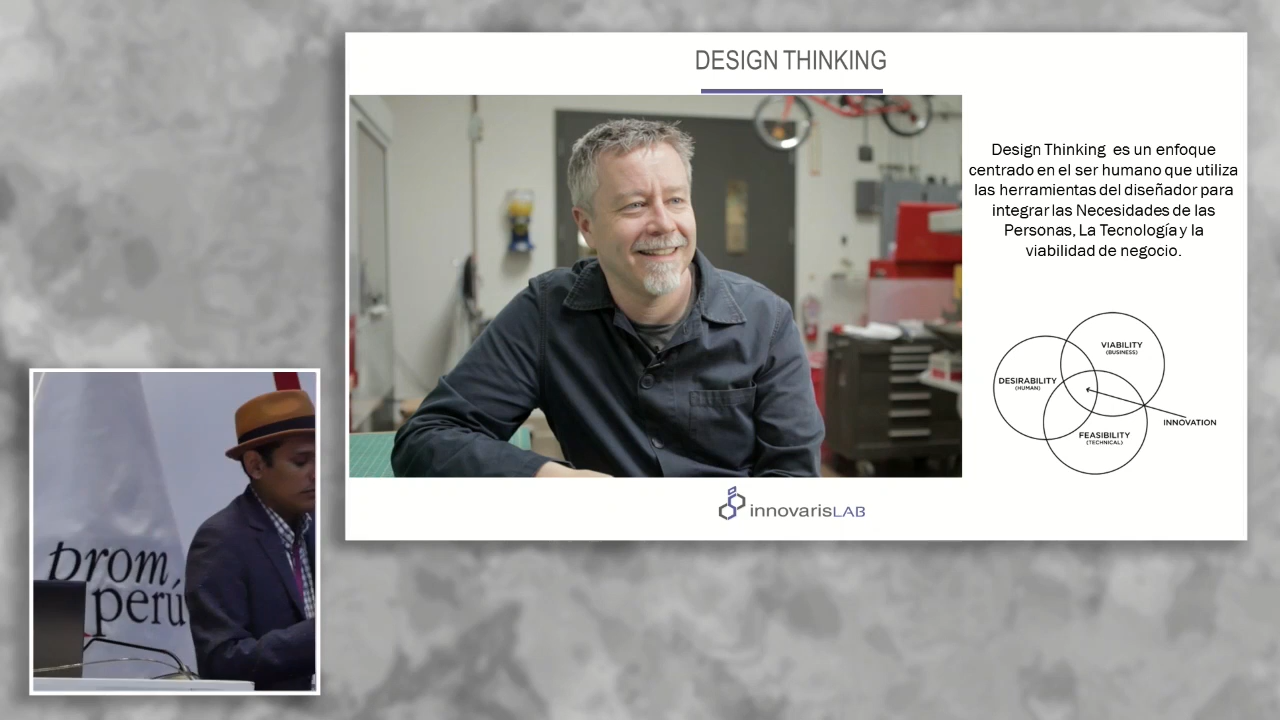 DESIGN THINKING
Design Thinking es un enfoque
centrado en el ser humano que utiliza
las herramientas del diseñador para
integrar las Necesidades de las
Personas, La Tecnología y la
viabilidad de negocio.
VIABILITY
(BUSINESS)
DESIRABILITY
(HUMAN)
INNOVATION
FEASIBILITY
(TECHNICAL)
innovarisLAB
prom
perú